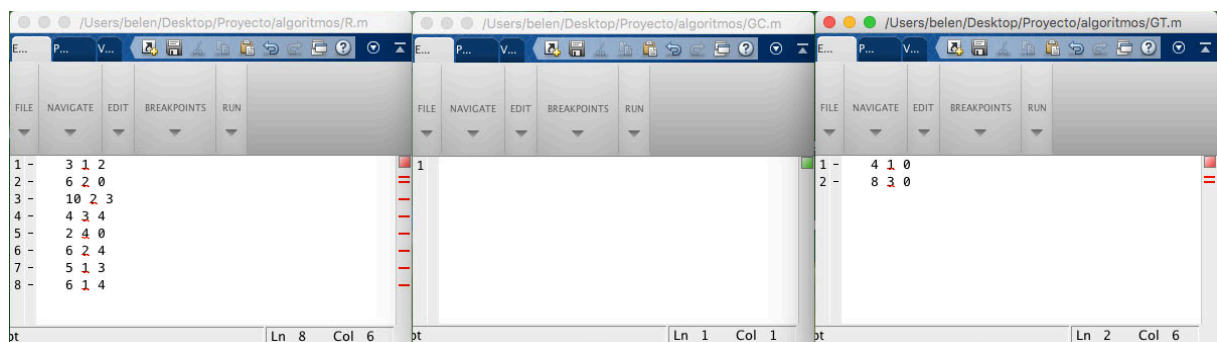 /Users/belen/Desktop/Proyecto/algoritmos/R.m
E... P... V...
FILE NAVIGATE EDIT BREAKPOINTS RUN
1 - 3 1 2
2 - 6 2 0
3 - 10 2 3
4 - 4 3 4
5 - 2 4 0
6 - 6 2 4
7 - 5 1 3
8 - 6 1 4
pt Ln 8 Col 6
/Users/belen/Desktop/Proyecto/algoritmos/GC.m
E... P... V...
FILE NAVIGATE EDIT BREAKPOINTS RUN
1
pt Ln 1 Col 1
/Users/belen/Desktop/Proyecto/algoritmos/GT.m
E... P... V...
FILE NAVIGATE EDIT BREAKPOINTS RUN
1 - 4 1 0
2 - 8 3 0
pt Ln 2 Col 6